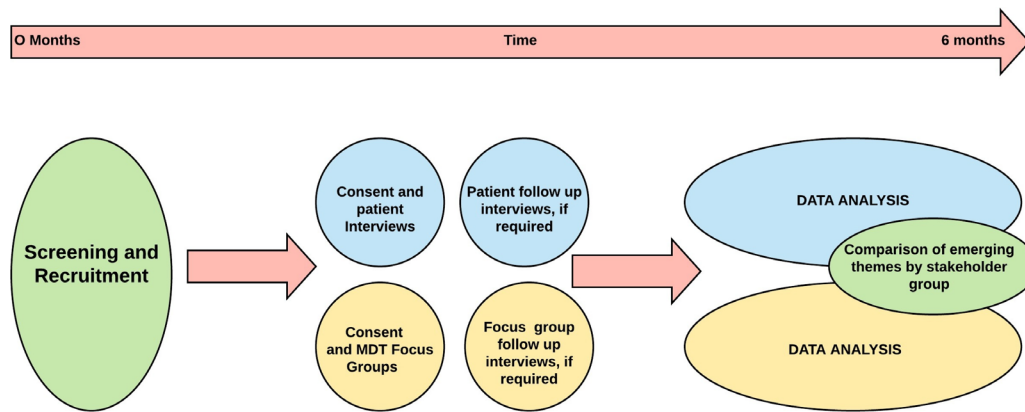 O Months
Time
6 months
Screening and
Recruitment
Consent and
patient
Interviews
Patient follow up
interviews, if
required
Consent
and MDT Focus
Groups
Focus group
follow up
interviews, if
required
DATA ANALYSIS
Comparison of emerging
themes by stakeholder
group
DATA ANALYSIS